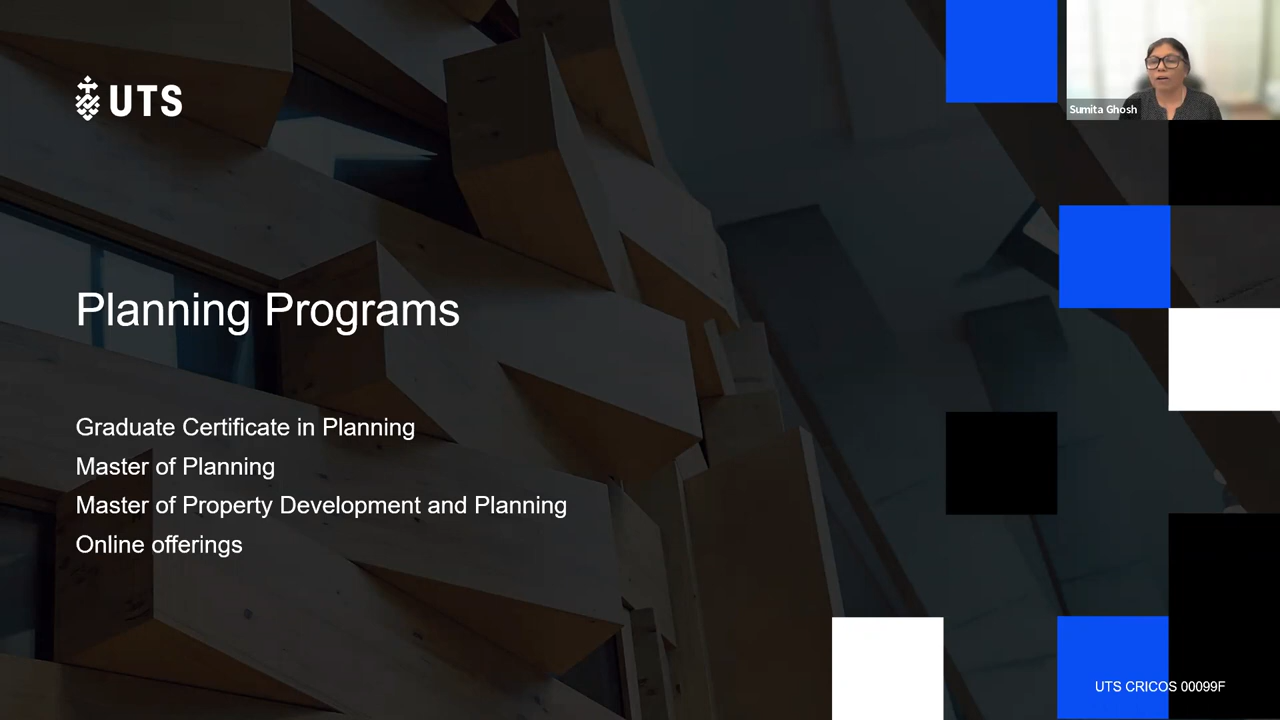 UTS
Sumita Ghosh
Planning Programs
Graduate Certificate in Planning
Master of Planning
Master of Property Development and Planning
Online offerings
UTS CRICOS 00099F